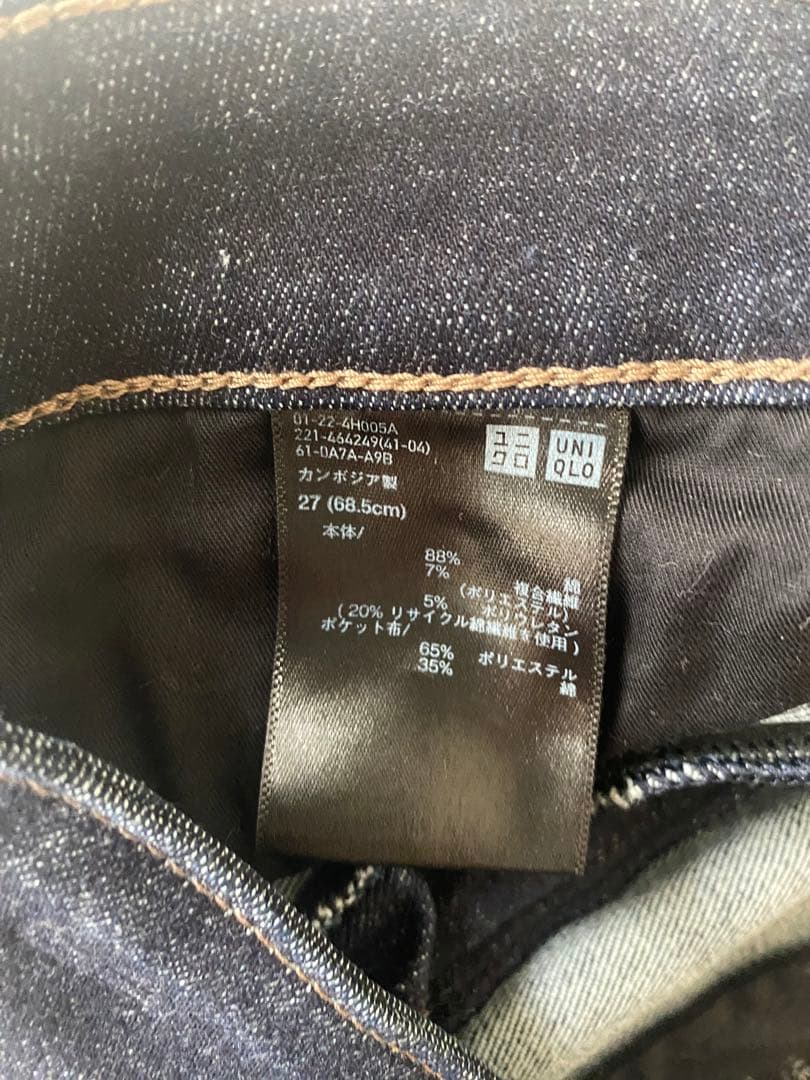 01-22-4H005A
221-464249(41-04)
61-0A7A-A9B
ユニ
クロ
UNI
QLO
カンボジア製
27 (68.5cm)
本体/
88% 綿
7% 複合繊維
(ポリエステル)
5% ポリウレタン
(20% リサイクル綿繊維を使用)
ポケット布/
65% ポリエステル
35% 綿